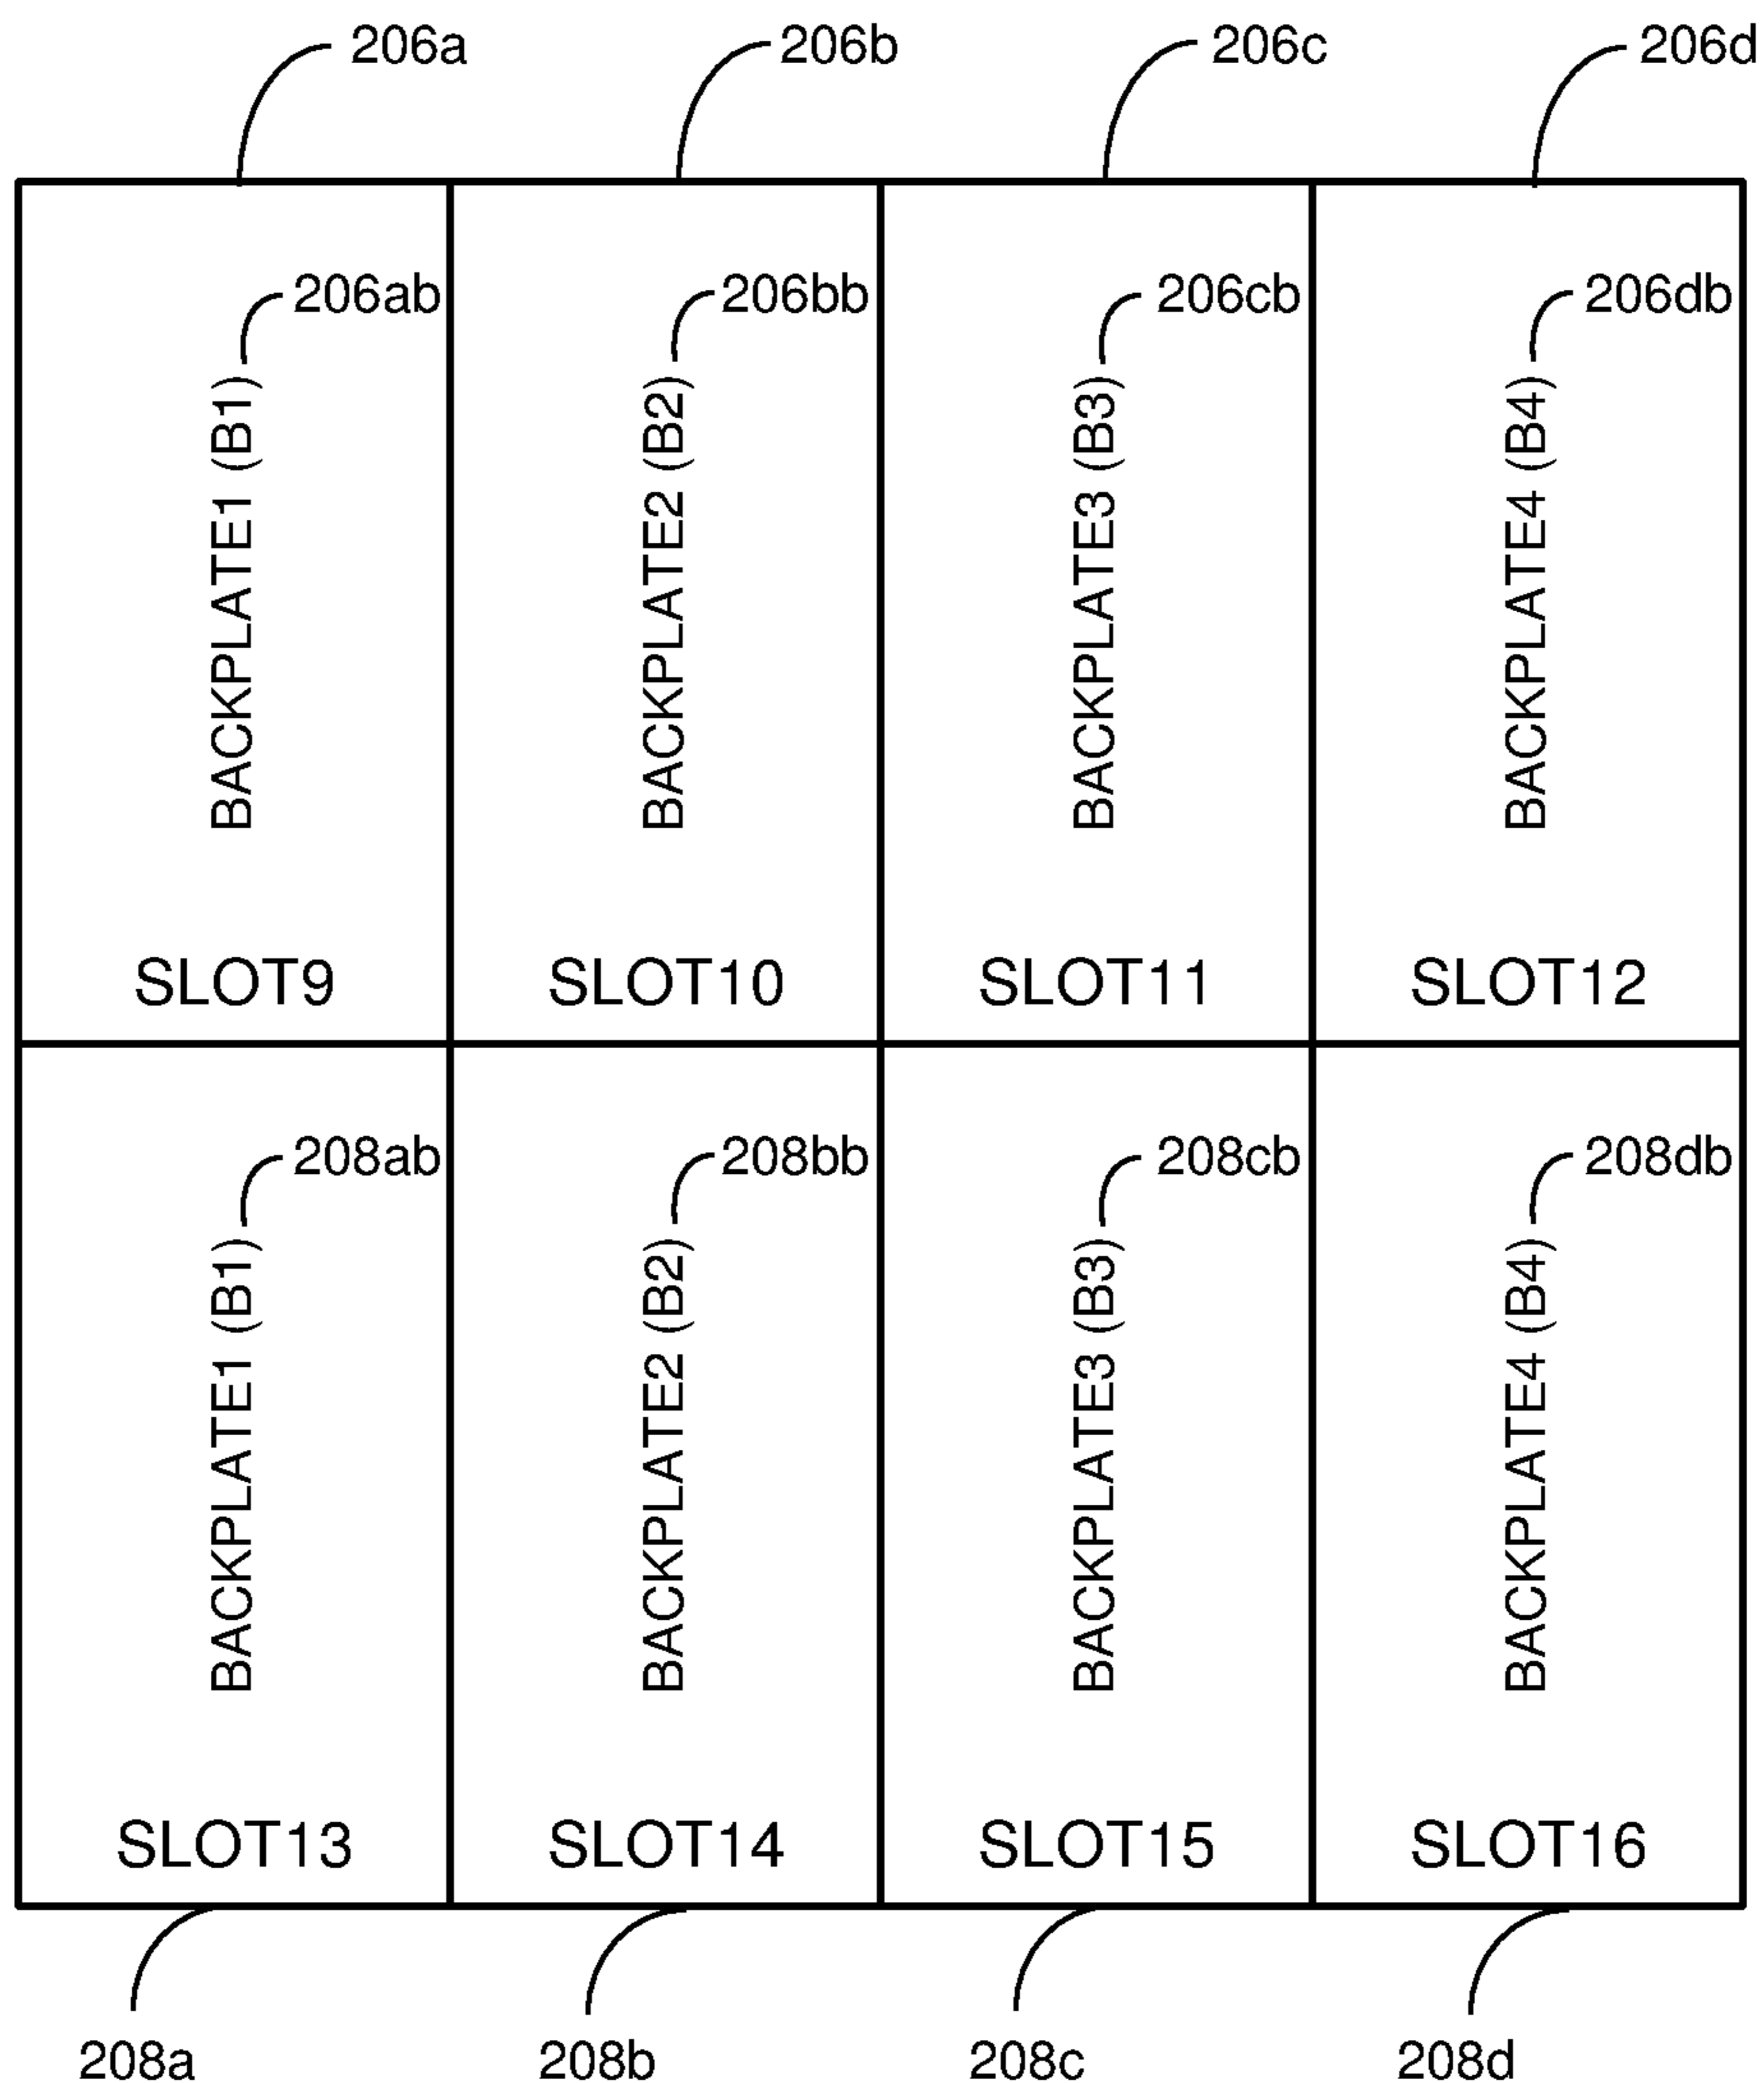 206a 206b 206c 206d
206ab 206bb 206cb 206db
BACKPLATE1 (B1) BACKPLATE2 (B2) BACKPLATE3 (B3) BACKPLATE4 (B4)
SLOT9 SLOT10 SLOT11 SLOT12
208ab 208bb 208cb 208db
BACKPLATE1 (B1) BACKPLATE2 (B2) BACKPLATE3 (B3) BACKPLATE4 (B4)
SLOT13 SLOT14 SLOT15 SLOT16
208a 208b 208c 208d